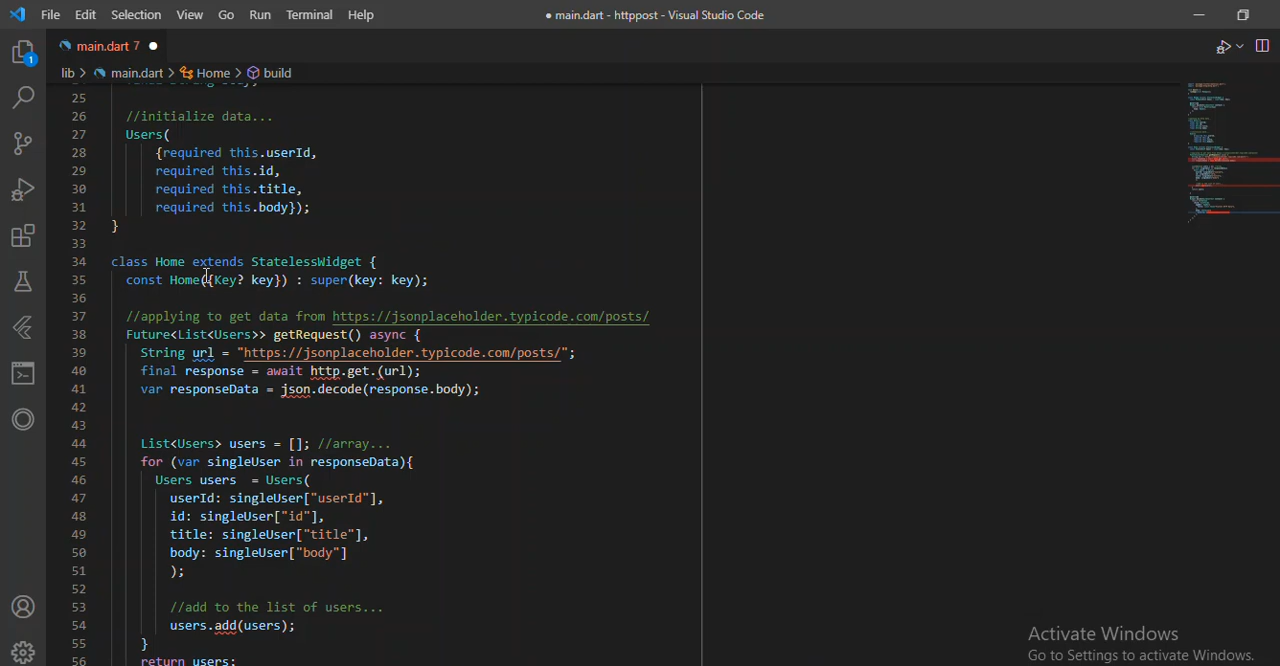 File Edit Selection View Go Run Terminal Help
● main.dart - httppost - Visual Studio Code
main.dart 7 ●
1
lib > main.dart > Home > build
25
26 //initialize data...
27 Users(
28 {required this.userId,
29 required this.id,
30 required this.title,
31 required this.body});
32 }
33
34 class Home extends StatelessWidget {
35 const Home({Key? key}) : super(key: key);
36
37 //applying to get data from https://jsonplaceholder.typicode.com/posts/
38 Future<List<Users>> getRequest() async {
39 String url = "https://jsonplaceholder.typicode.com/posts/";
40 final response = await http.get.(url);
41 var responseData = json.decode(response.body);
42
43
44 List<Users> users = []; //array...
45 for (var singleUser in responseData){
46 Users users  = Users(
47 userId: singleUser["userId"],
48 id: singleUser["id"],
49 title: singleUser["title"],
50 body: singleUser["body"]
51 );
52
53 //add to the list of users...
54 users.add(users);
55 }
56 return users;
Activate Windows
Go to Settings to activate Windows.